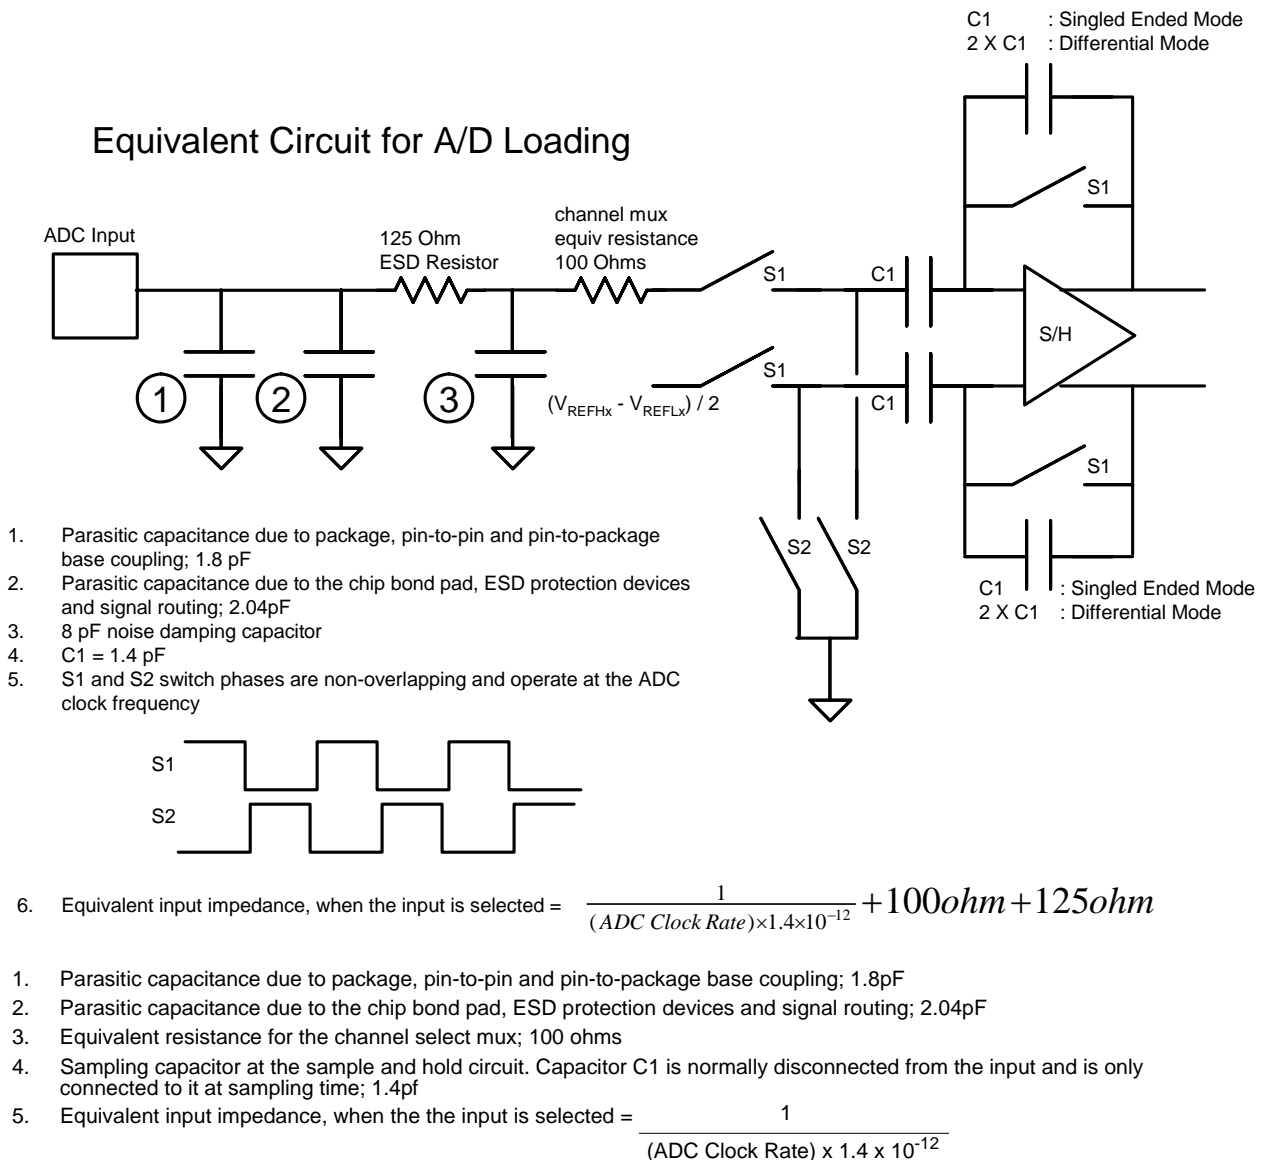 C1 : Singled Ended Mode
2 X C1 : Differential Mode
Equivalent Circuit for A/D Loading
S1
ADC Input
125 Ohm
ESD Resistor
channel mux
equiv resistance
100 Ohms
S1
C1
S/H
1
2
3
(VREFHx - VREFLx) / 2
S1
C1
S1
S2
S2
C1 : Singled Ended Mode
2 X C1 : Differential Mode
1. Parasitic capacitance due to package, pin-to-pin and pin-to-package
base coupling; 1.8 pF
2. Parasitic capacitance due to the chip bond pad, ESD protection devices
and signal routing; 2.04pF
3. 8 pF noise damping capacitor
4. C1 = 1.4 pF
5. S1 and S2 switch phases are non-overlapping and operate at the ADC
clock frequency
S1
S2
6. Equivalent input impedance, when the input is selected = 1 / (ADC Clock Rate)×1.4×10⁻¹² +100ohm+125ohm
1. Parasitic capacitance due to package, pin-to-pin and pin-to-package base coupling; 1.8pF
2. Parasitic capacitance due to the chip bond pad, ESD protection devices and signal routing; 2.04pF
3. Equivalent resistance for the channel select mux; 100 ohms
4. Sampling capacitor at the sample and hold circuit. Capacitor C1 is normally disconnected from the input and is only
connected to it at sampling time; 1.4pf
5. Equivalent input impedance, when the the input is selected = 1
(ADC Clock Rate) x 1.4 x 10⁻¹²